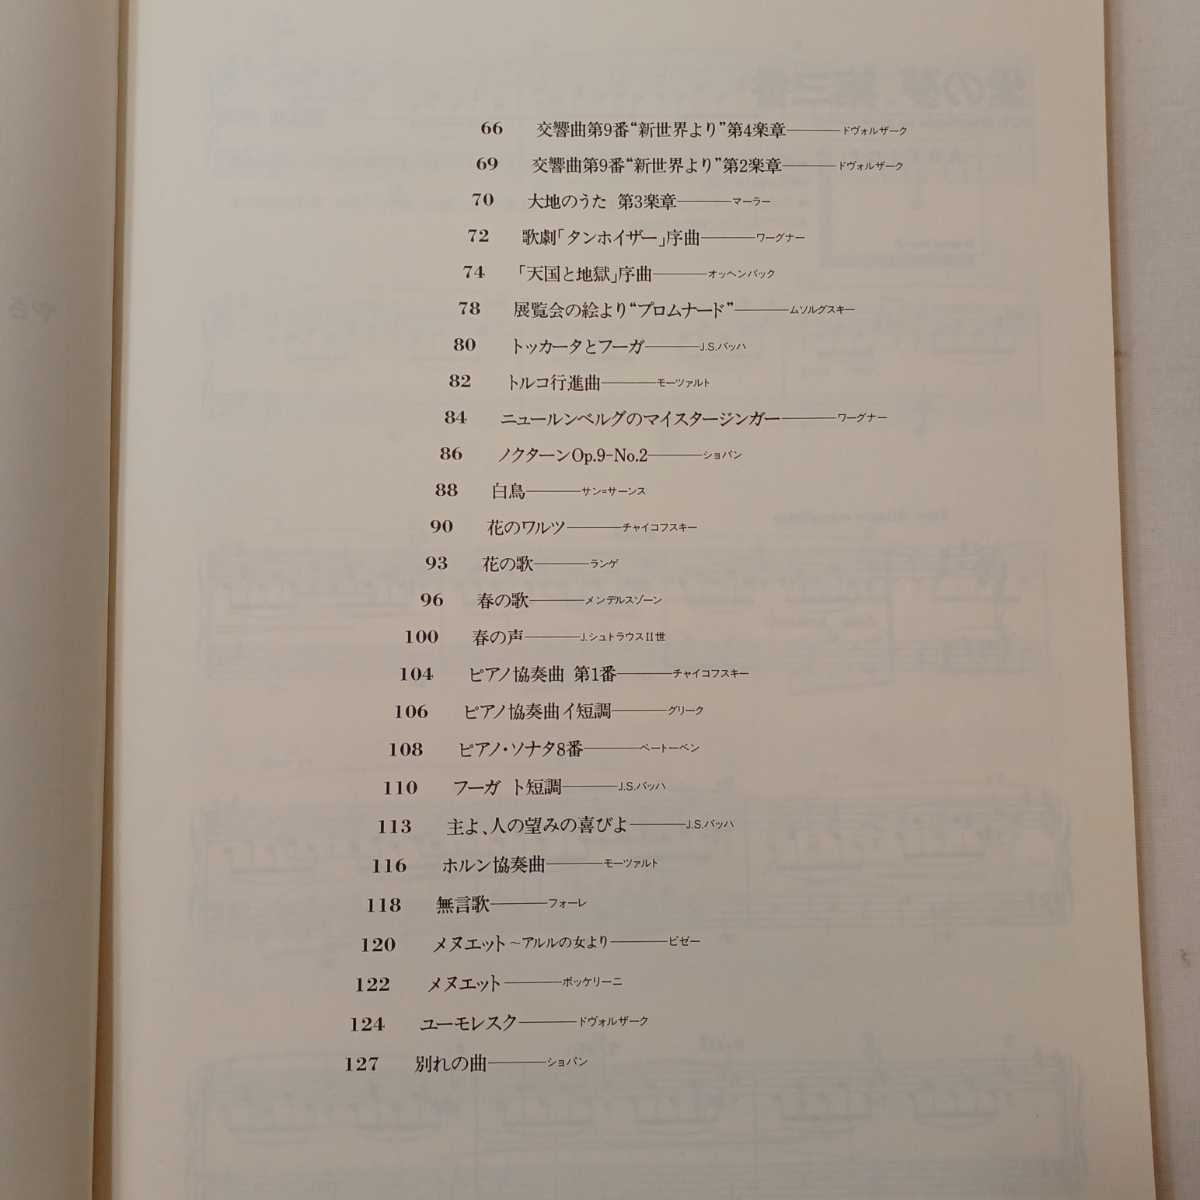 66 交響曲第9番“新世界より”第4楽章────ドヴォルザーク
69 交響曲第9番“新世界より”第2楽章────ドヴォルザーク
70 大地のうた 第3楽章────マーラー
72 歌劇「タンホイザー」序曲────ワーグナー
74 「天国と地獄」序曲────オッヘンバック
78 展覧会の絵より“プロムナード”────ムソルグスキー
80 トッカータとフーガ────J.S.バッハ
82 トルコ行進曲────モーツァルト
84 ニュールンベルグのマイスタージンガー────ワーグナー
86 ノクターンOp.9-No.2────ショパン
88 白鳥────サン=サーンス
90 花のワルツ────チャイコフスキー
93 花の歌────ランゲ
96 春の歌────メンデルスゾーン
100 春の声────J.シュトラウスII世
104 ピアノ協奏曲 第1番────チャイコフスキー
106 ピアノ協奏曲イ短調────グリーク
108 ピアノ・ソナタ8番────ベートーベン
110 フーガ ト短調────J.S.バッハ
113 主よ、人の望みの喜びよ────J.S.バッハ
116 ホルン協奏曲────モーツァルト
118 無言歌────フォーレ
120 メヌエット～アルルの女より────ビゼー
122 メヌエット────ボッケリーニ
124 ユーモレスク────ドヴォルザーク
127 別れの曲────ショパン